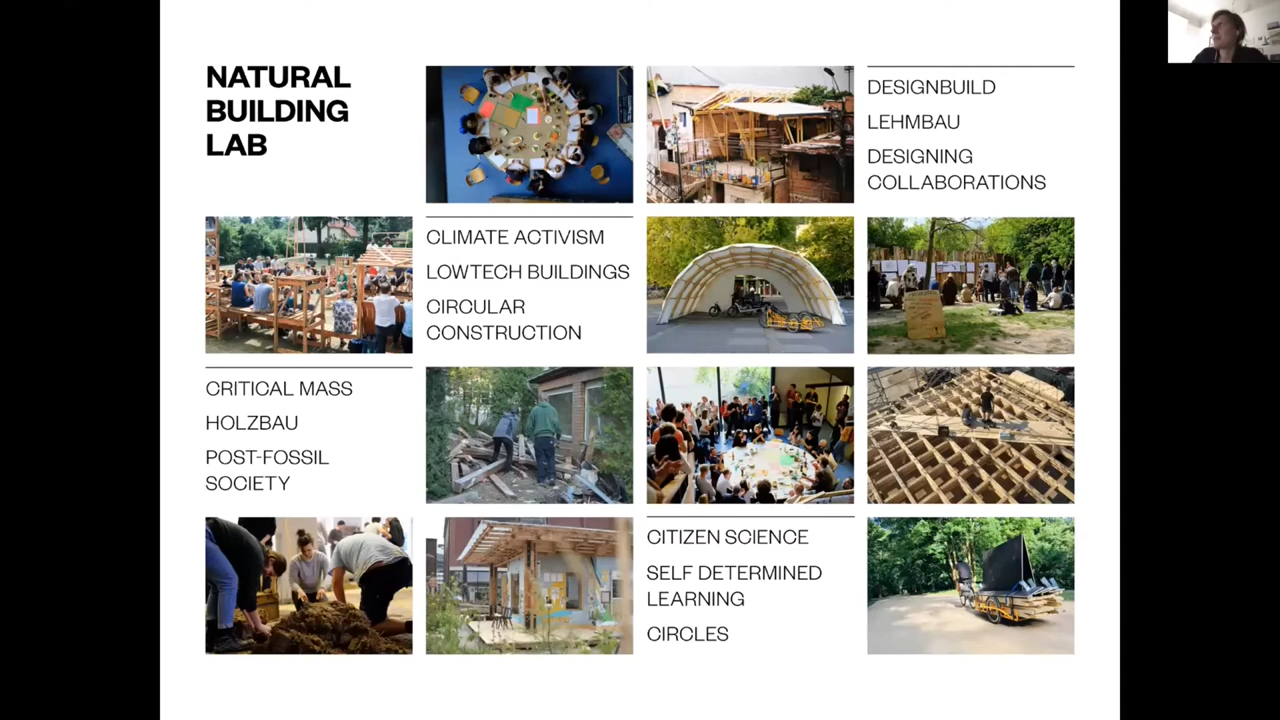 NATURAL
BUILDING
LAB
DESIGNBUILD
LEHMBAU
DESIGNING
COLLABORATIONS
CLIMATE ACTIVISM
LOWTECH BUILDINGS
CIRCULAR
CONSTRUCTION
CRITICAL MASS
HOLZBAU
POST-FOSSIL
SOCIETY
CITIZEN SCIENCE
SELF DETERMINED
LEARNING
CIRCLES